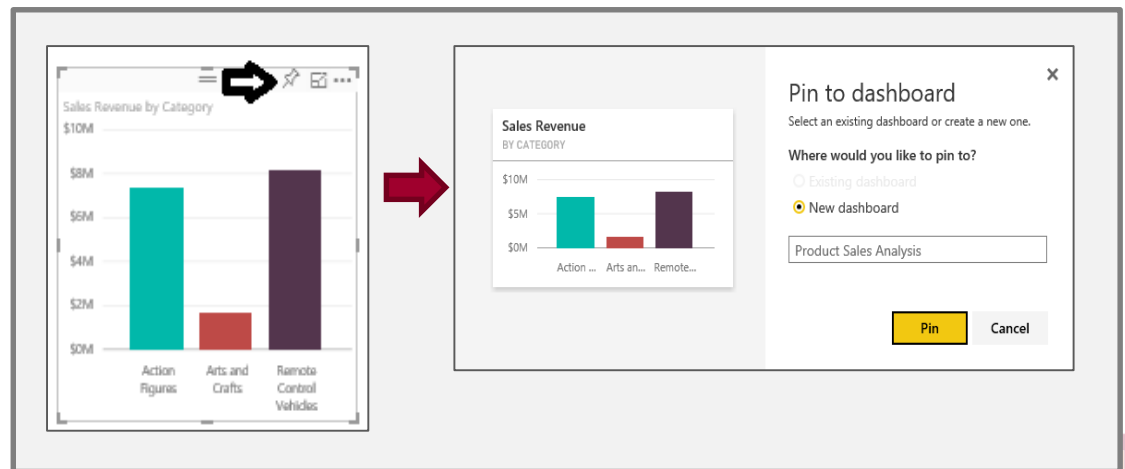 Sales Revenue by Category
$10M
$8M
$6M
$4M
$2M
$0M
Action Figures
Arts and Crafts
Remote Control Vehicles
Sales Revenue
BY CATEGORY
$10M
$5M
$0M
Action ... Arts an... Remote...
Pin to dashboard
Select an existing dashboard or create a new one.
Where would you like to pin to?
Existing dashboard
New dashboard
Product Sales Analysis
Pin Cancel